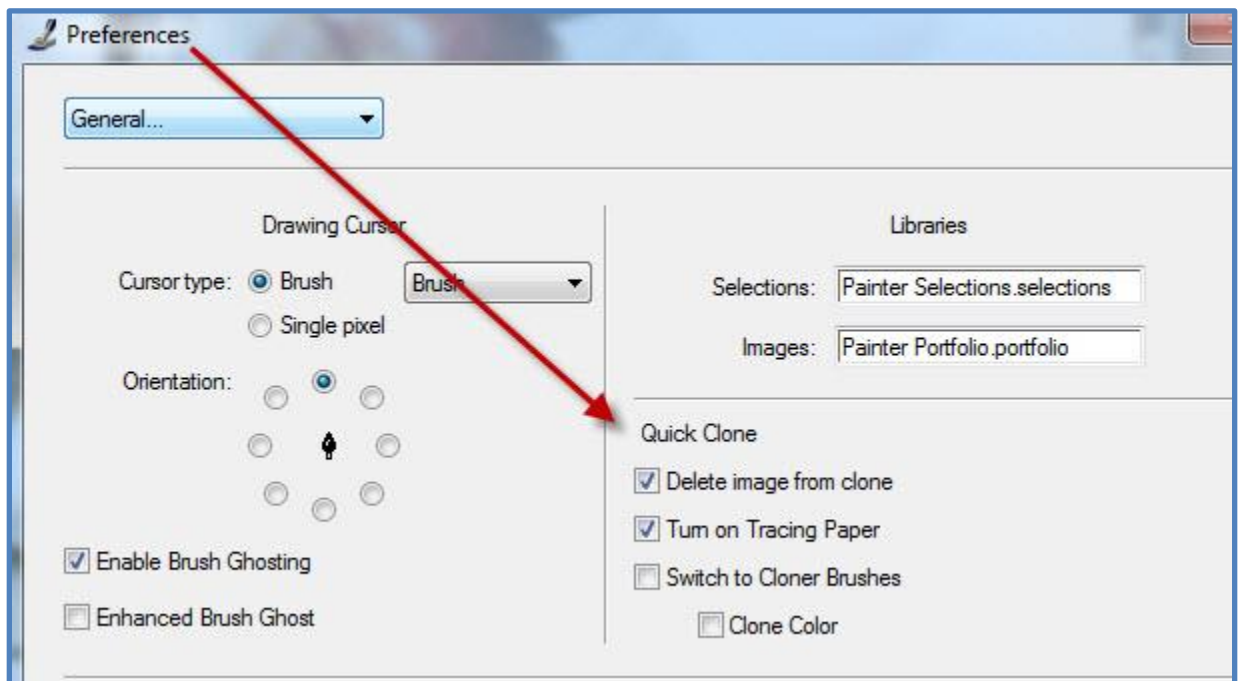 Preferences
General...
Drawing Cursor
Cursor type: Brush Brush
Single pixel
Orientation:
Enable Brush Ghosting
Enhanced Brush Ghost
Libraries
Selections: Painter Selections.selections
Images: Painter Portfolio.portfolio
Quick Clone
Delete image from clone
Turn on Tracing Paper
Switch to Cloner Brushes
Clone Color